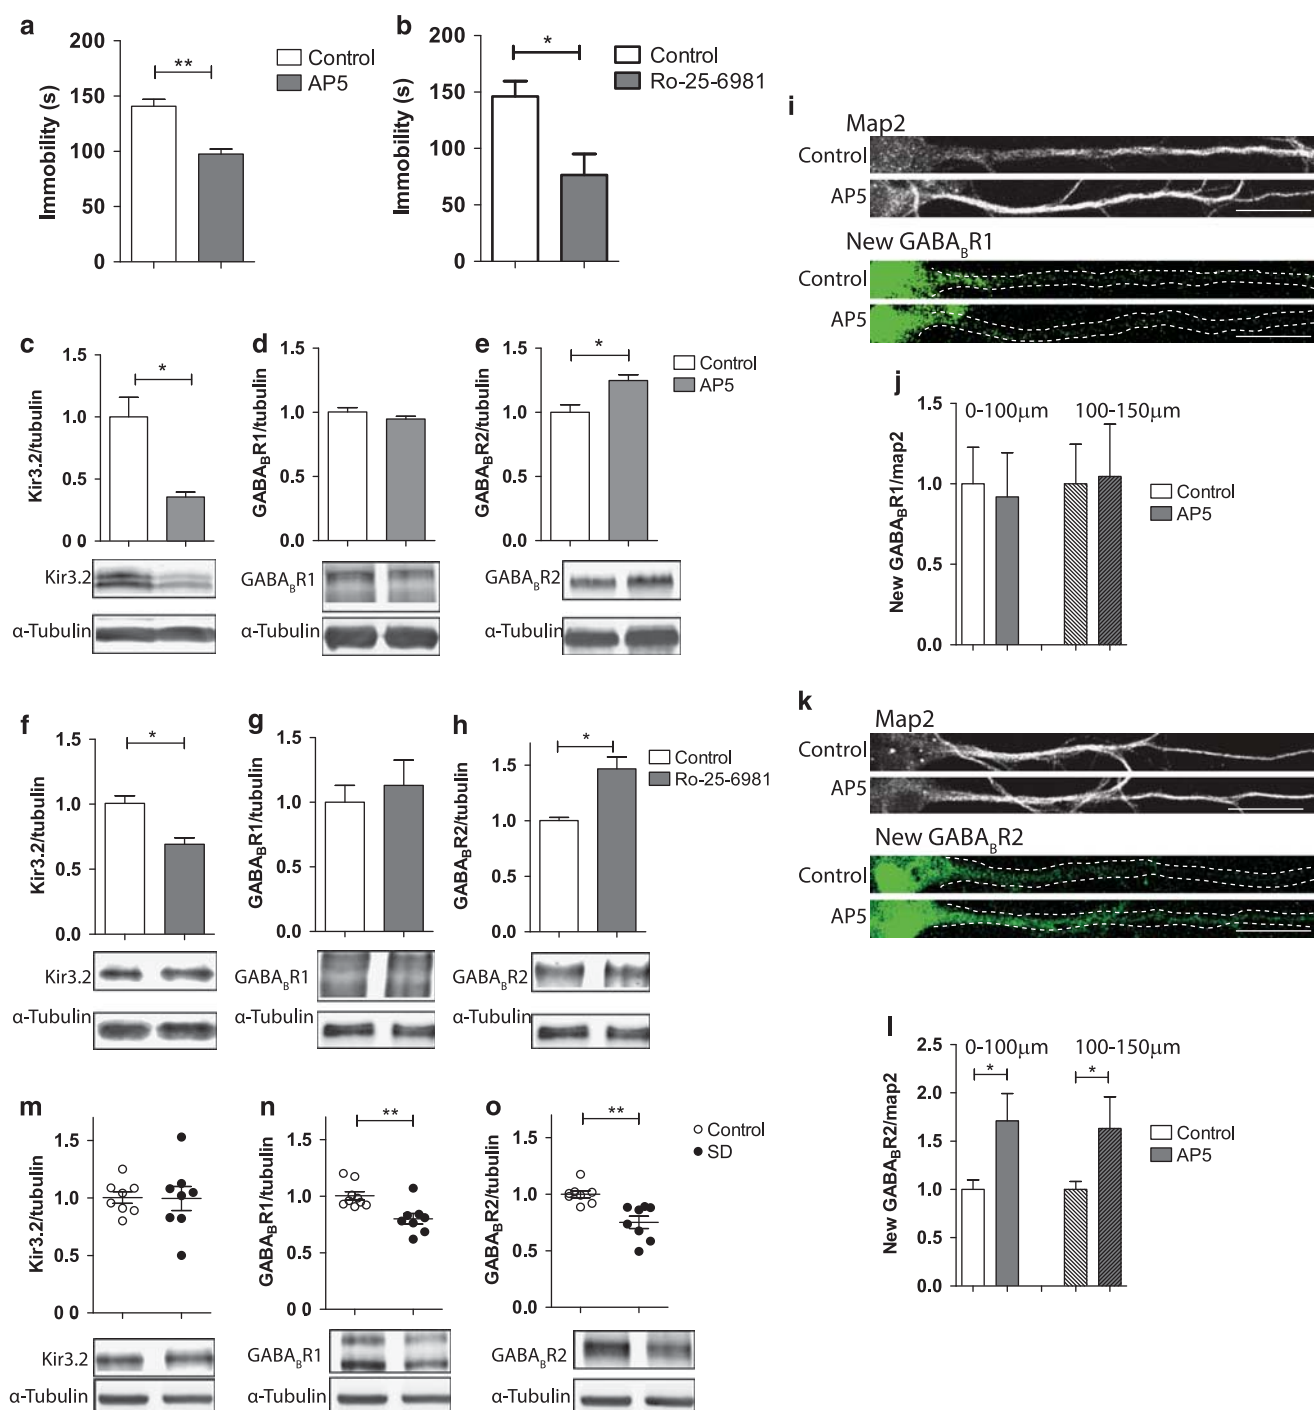 a
200
150
100
50
0
Immobility (s)
**
Control
AP5
b
200
150
100
50
0
Immobility (s)
*
Control
Ro-25-6981
c
1.5
1.0
0.5
0 0
Kir3.2/tubulin
*
Kir3.2
α-Tubulin
d
1.5
1.0
0.5
0.0
GABABR1/tubulin
GABABR1
α-Tubulin
e
1.5
1.0
0.5
0.0
GABABR2/tubulin
*
Control
AP5
GABABR2
α-Tubulin
f
1.5
1.0
0.5
0.0
Kir3.2/tubulin
*
Kir3.2
α-Tubulin
g
1.5
1.0
0.5
0.0
GABABR1/tubulin
GABABR1
α-Tubulin
h
1.5
1.0
0.5
0
GABABR2/tubulin
*
Control
Ro-25-6981
GABABR2
α-Tubulin
i
Map2
Control
AP5
New GABABR1
Control
AP5
j
1.5
1.0
0.5
0.0
New GABABR1/map2
0-100µm
100-150µm
Control
AP5
k
Map2
Control
AP5
New GABABR2
Control
AP5
l
2.5
2.0
1.5
1.0
0.5
0.0
New GABABR2/map2
0-100µm
100-150µm
*
*
Control
AP5
m
1.5
1.0
0.5
0 0
Kir3.2/tubulin
Kir3.2
α-Tubulin
n
1.5
1.0
0.5
0 0
GABABR1/tubulin
**
GABABR1
α-Tubulin
o
1.5
1.0
0.5
0.0
GABABR2/tubulin
**
Control
SD
GABABR2
α-Tubulin